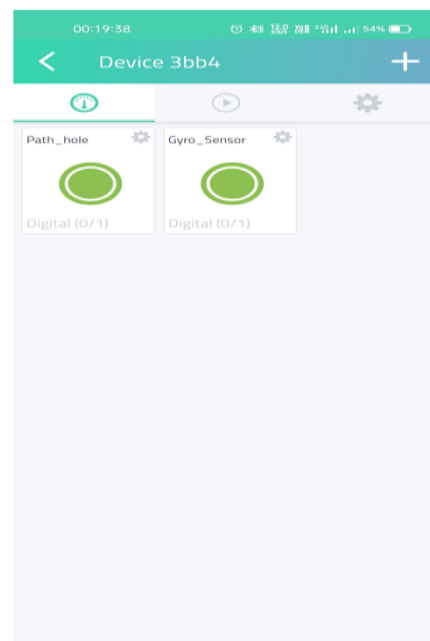 00:19:38 54%
Device 3bb4
Path_hole Gyro_Sensor
Digital (0/1) Digital (0/1)